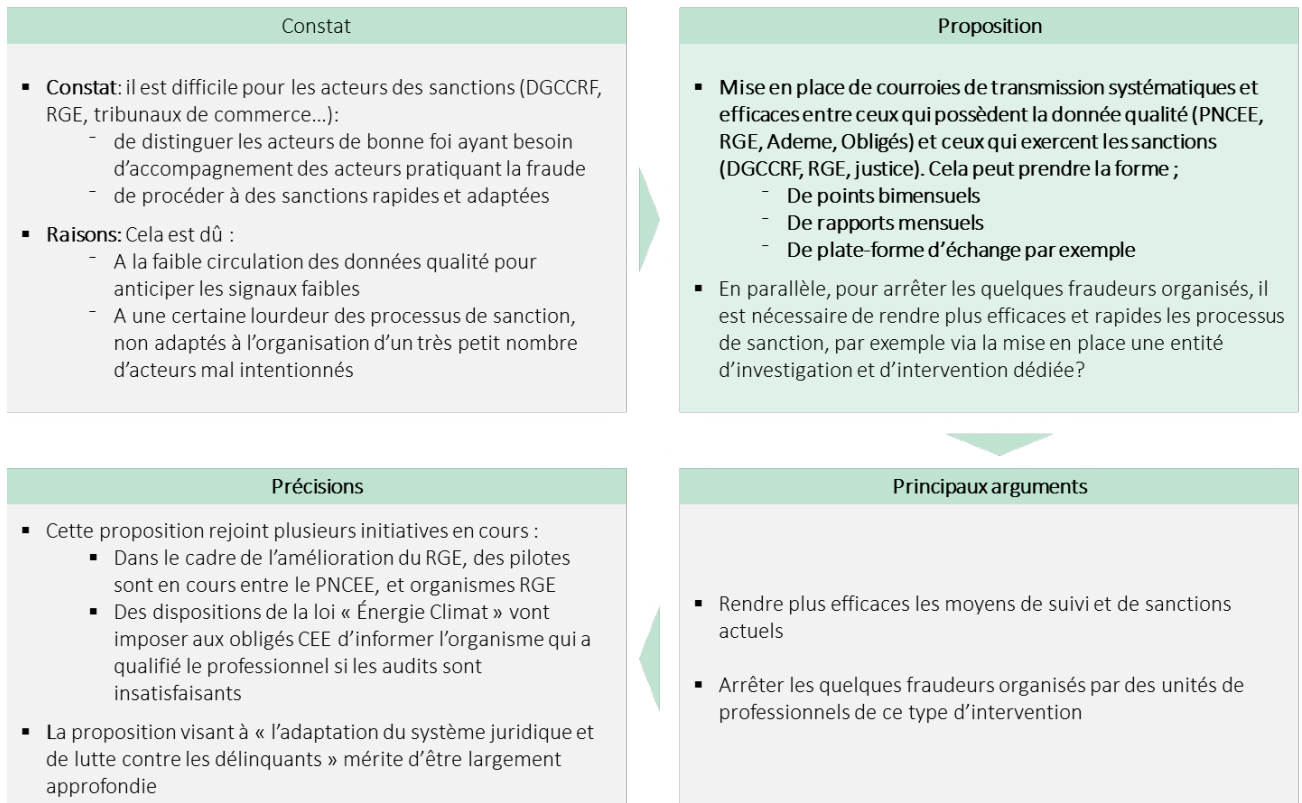 Constat
▪ Constat: il est difficile pour les acteurs des sanctions (DGCCRF,
RGE, tribunaux de commerce…):
- de distinguer les acteurs de bonne foi ayant besoin
d’accompagnement des acteurs pratiquant la fraude
- de procéder à des sanctions rapides et adaptées
▪ Raisons: Cela est dû :
- A la faible circulation des données qualité pour
anticiper les signaux faibles
- A une certaine lourdeur des processus de sanction,
non adaptés à l’organisation d’un très petit nombre
d’acteurs mal intentionnés
Proposition
▪ Mise en place de courroies de transmission systématiques et
efficaces entre ceux qui possèdent la donnée qualité (PNCEE,
RGE, Ademe, Obligés) et ceux qui exercent les sanctions
(DGCCRF, RGE, justice). Cela peut prendre la forme ;
- De points bimensuels
- De rapports mensuels
- De plate-forme d’échange par exemple
▪ En parallèle, pour arrêter les quelques fraudeurs organisés, il
est nécessaire de rendre plus efficaces et rapides les processus
de sanction, par exemple via la mise en place une entité
d’investigation et d’intervention dédiée?
Principaux arguments
▪ Rendre plus efficaces les moyens de suivi et de sanctions
actuels
▪ Arrêter les quelques fraudeurs organisés par des unités de
professionnels de ce type d’intervention
Précisions
▪ Cette proposition rejoint plusieurs initiatives en cours :
▪ Dans le cadre de l’amélioration du RGE, des pilotes
sont en cours entre le PNCEE, et organismes RGE
▪ Des dispositions de la loi « Énergie Climat » vont
imposer aux obligés CEE d’informer l’organisme qui a
qualifié le professionnel si les audits sont
insatisfaisants
▪ La proposition visant à « l’adaptation du système juridique et
de lutte contre les délinquants » mérite d’être largement
approfondie